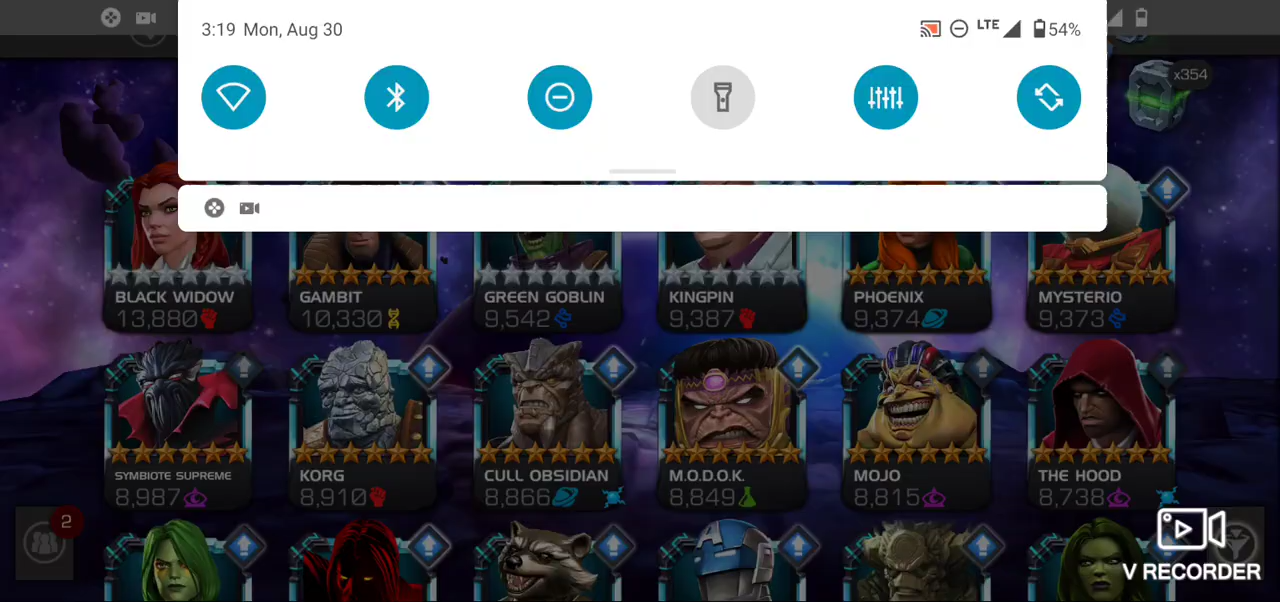 3:19 Mon, Aug 30
LTE 54%
x354
BLACK WIDOW
13,880
GAMBIT
10,330
GREEN GOBLIN
9,542
KINGPIN
9,387
PHOENIX
9,374
MYSTERIO
9,373
SYMBIOTE SUPREME
8,987
KORG
8,910
CULL OBSIDIAN
8,866
M.O.D.O.K.
8,849
MOJO
8,815
THE HOOD
8,738
2
V RECORDER